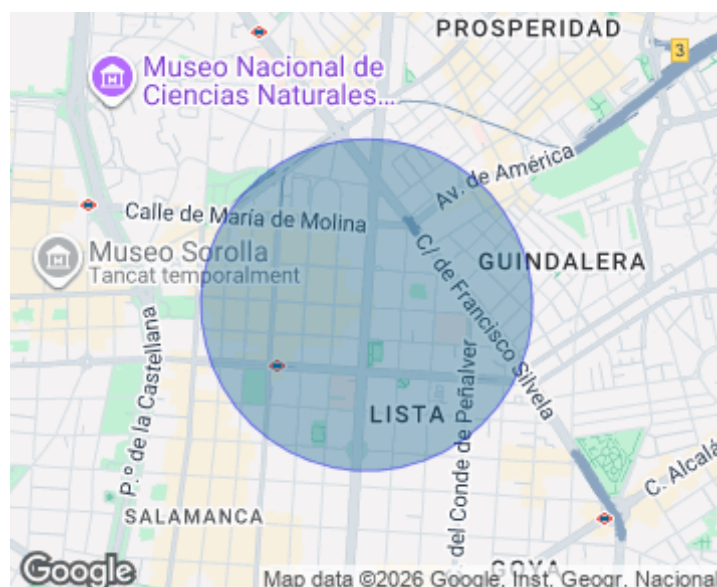 PROSPERIDAD
3
Museo Nacional de
Ciencias Naturales...
Av. de América
Calle de María de Molina
Museo Sorolla
Tancat temporalment
C/ de Francisco Silvela
GUINDALERA
P.º de la Castellana
del Conde de Peñalver
LISTA
C. Alcalá
SALAMANCA
GOYA
Google
Map data ©2026 Google, Inst. Geogr. Nacional